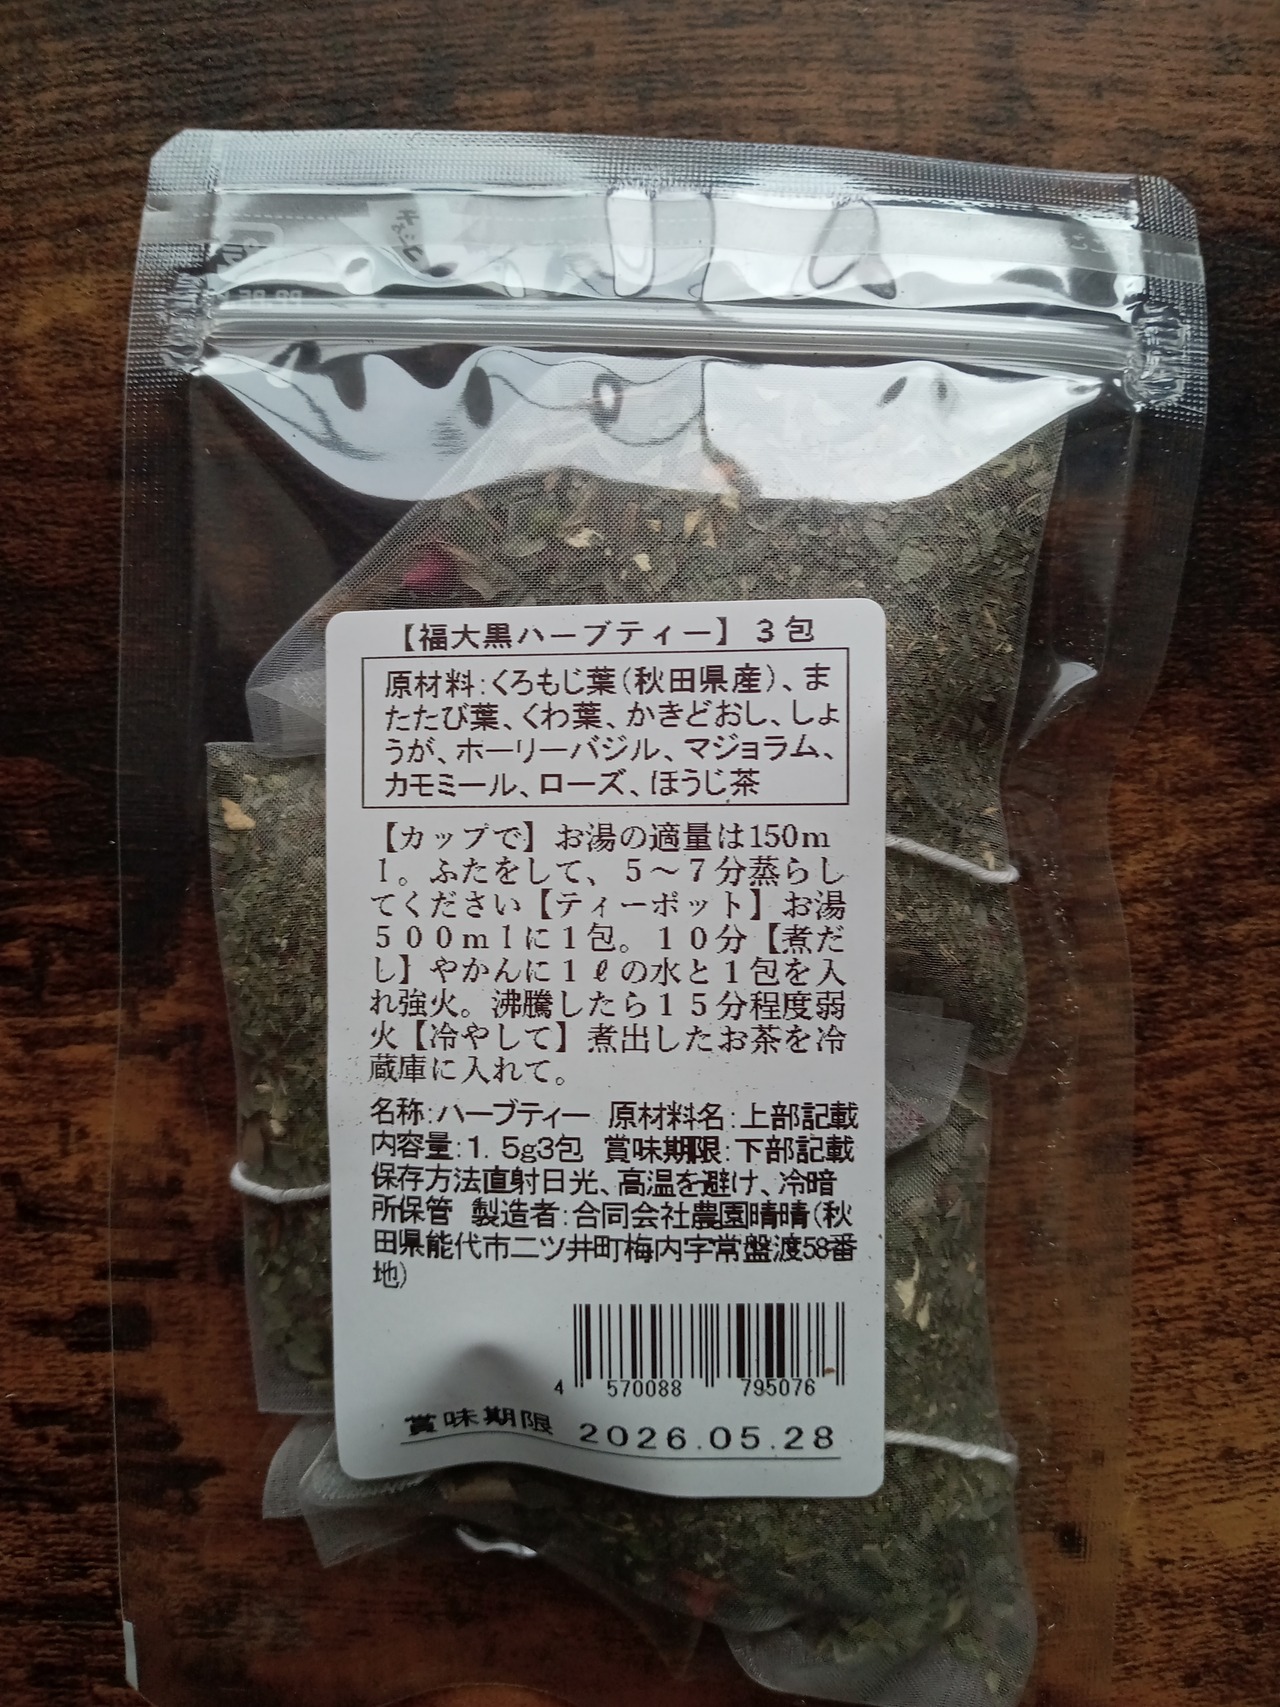 【福大黒ハーブティー】３包
原材料：くろもじ葉（秋田県産）、ま
たたび葉、くわ葉、かきどおし、しょ
うが、ホーリーバジル、マジョラム、
カモミール、ローズ、ほうじ茶
【カップで】お湯の適量は150m
l。ふたをして、５～７分蒸らし
てください【ティーポット】お湯
５００ｍｌに１包。１０分【煮だ
し】やかんに１ℓの水と１包を入
れ強火。沸騰したら１５分程度弱
火【冷やして】煮出したお茶を冷
蔵庫に入れて。
名称：ハーブティー 原材料名：上部記載
内容量：1.5g3包 賞味期限：下部記載
保存方法直射日光、高温を避け、冷暗
所保管 製造者：合同会社農園晴晴（秋
田県能代市二ツ井町梅内字常盤渡58番
地）
4 570088 795076
賞味期限 2026.05.28